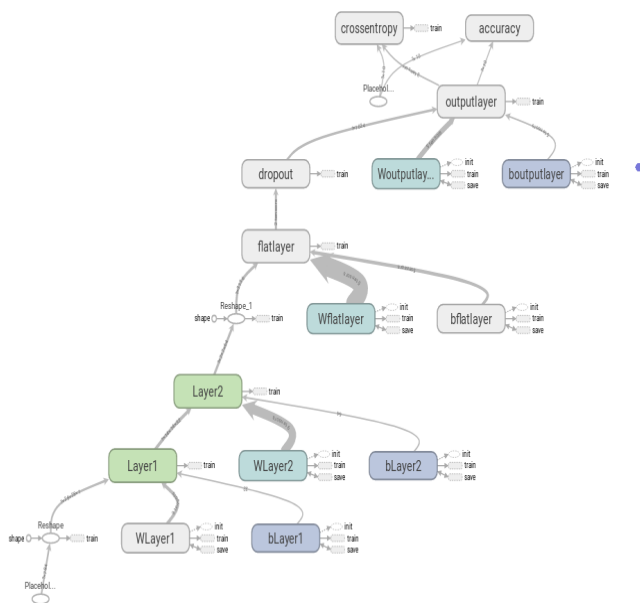 crossentropy
train
accuracy
Placehol...
outputlayer
train
dropout
train
Woutputlay...
init
train
save
boutputlayer
init
train
save
flatlayer
train
Reshape_1
shape
train
Wflatlayer
init
train
save
bflatlayer
init
train
save
Layer2
train
WLayer2
init
train
save
bLayer2
init
train
save
Layer1
train
Reshape
shape
train
WLayer1
init
train
save
bLayer1
init
train
save
Placehol...